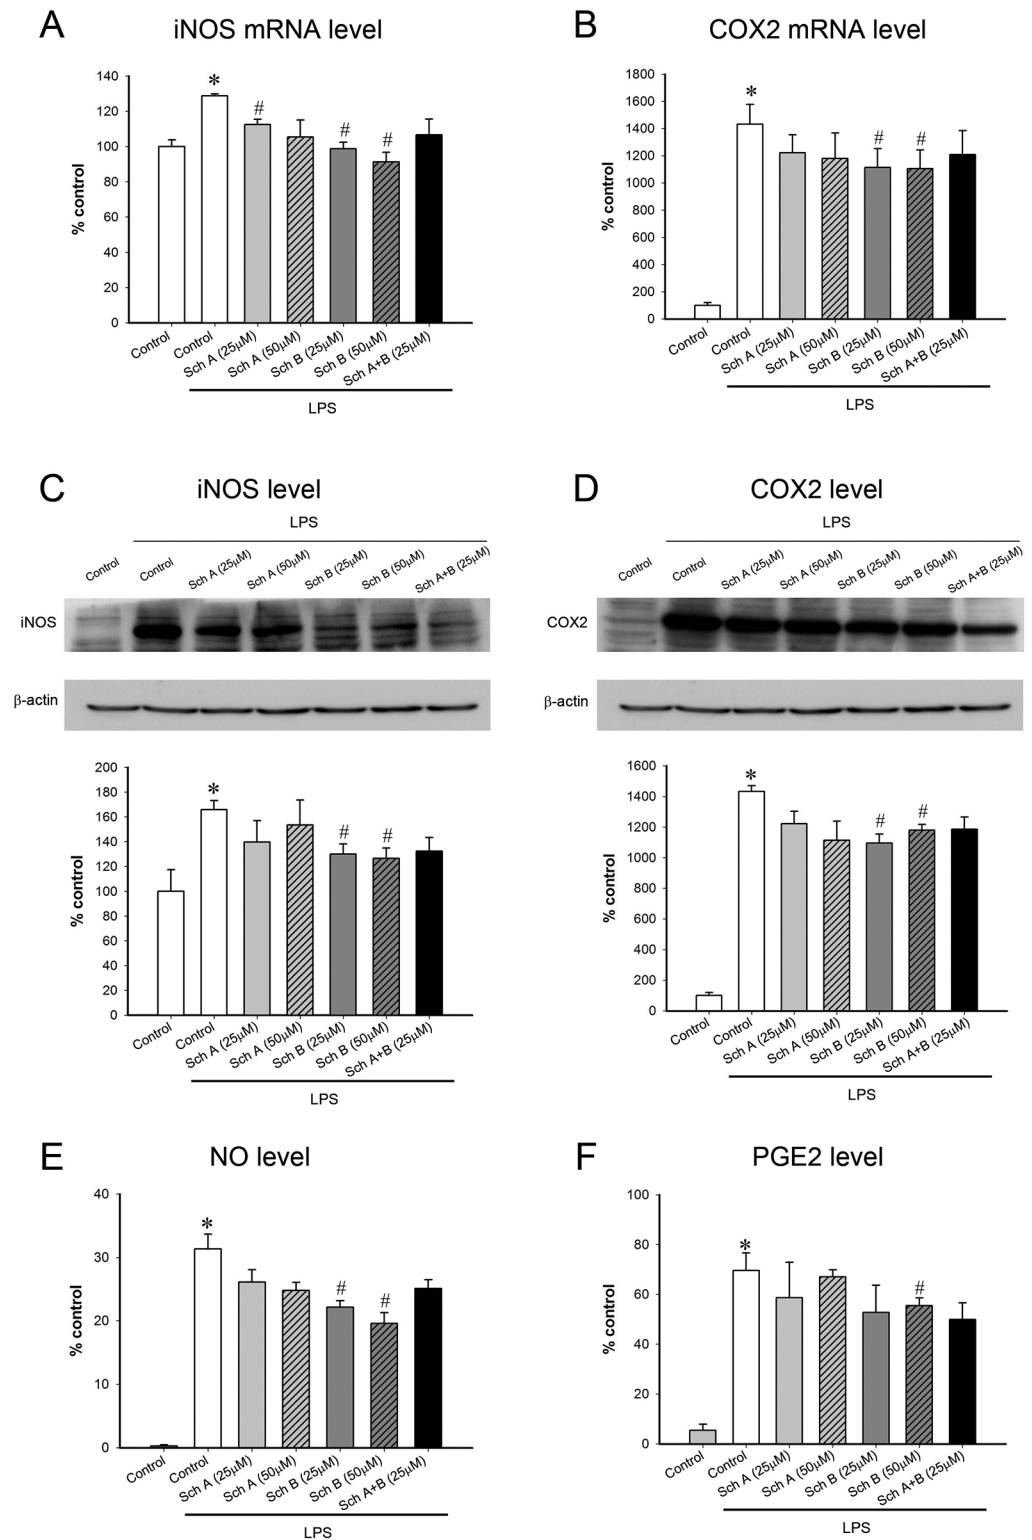 A
iNOS mRNA level
140
120
100
80
60
40
20
0
% control
*
#
#
#
Control
Control
Sch A (25μM)
Sch A (50μM)
Sch B (25μM)
Sch B (50μM)
Sch A+B (25μM)
LPS
B
COX2 mRNA level
1800
1600
1400
1200
1000
800
600
400
200
0
% control
*
#
#
Control
Control
Sch A (25μM)
Sch A (50μM)
Sch B (25μM)
Sch B (50μM)
Sch A+B (25μM)
LPS
C
iNOS level
LPS
Control
Control
Sch A (25μM)
Sch A (50μM)
Sch B (25μM)
Sch B (50μM)
Sch A+B (25μM)
iNOS
β-actin
200
180
160
140
120
100
80
60
40
20
0
% control
*
#
#
Control
Control
Sch A (25μM)
Sch A (50μM)
Sch B (25μM)
Sch B (50μM)
Sch A+B (25μM)
LPS
D
COX2 level
LPS
Control
Control
Sch A (25μM)
Sch A (50μM)
Sch B (25μM)
Sch B (50μM)
Sch A+B (25μM)
COX2
β-actin
1600
1400
1200
1000
800
600
400
200
0
% control
*
#
#
Control
Control
Sch A (25μM)
Sch A (50μM)
Sch B (25μM)
Sch B (50μM)
Sch A+B (25μM)
LPS
E
NO level
40
30
20
10
0
% control
*
#
#
Control
Control
Sch A (25μM)
Sch A (50μM)
Sch B (25μM)
Sch B (50μM)
Sch A+B (25μM)
LPS
F
PGE2 level
100
80
60
40
20
0
% control
*
#
Control
Control
Sch A (25μM)
Sch A (50μM)
Sch B (25μM)
Sch B (50μM)
Sch A+B (25μM)
LPS